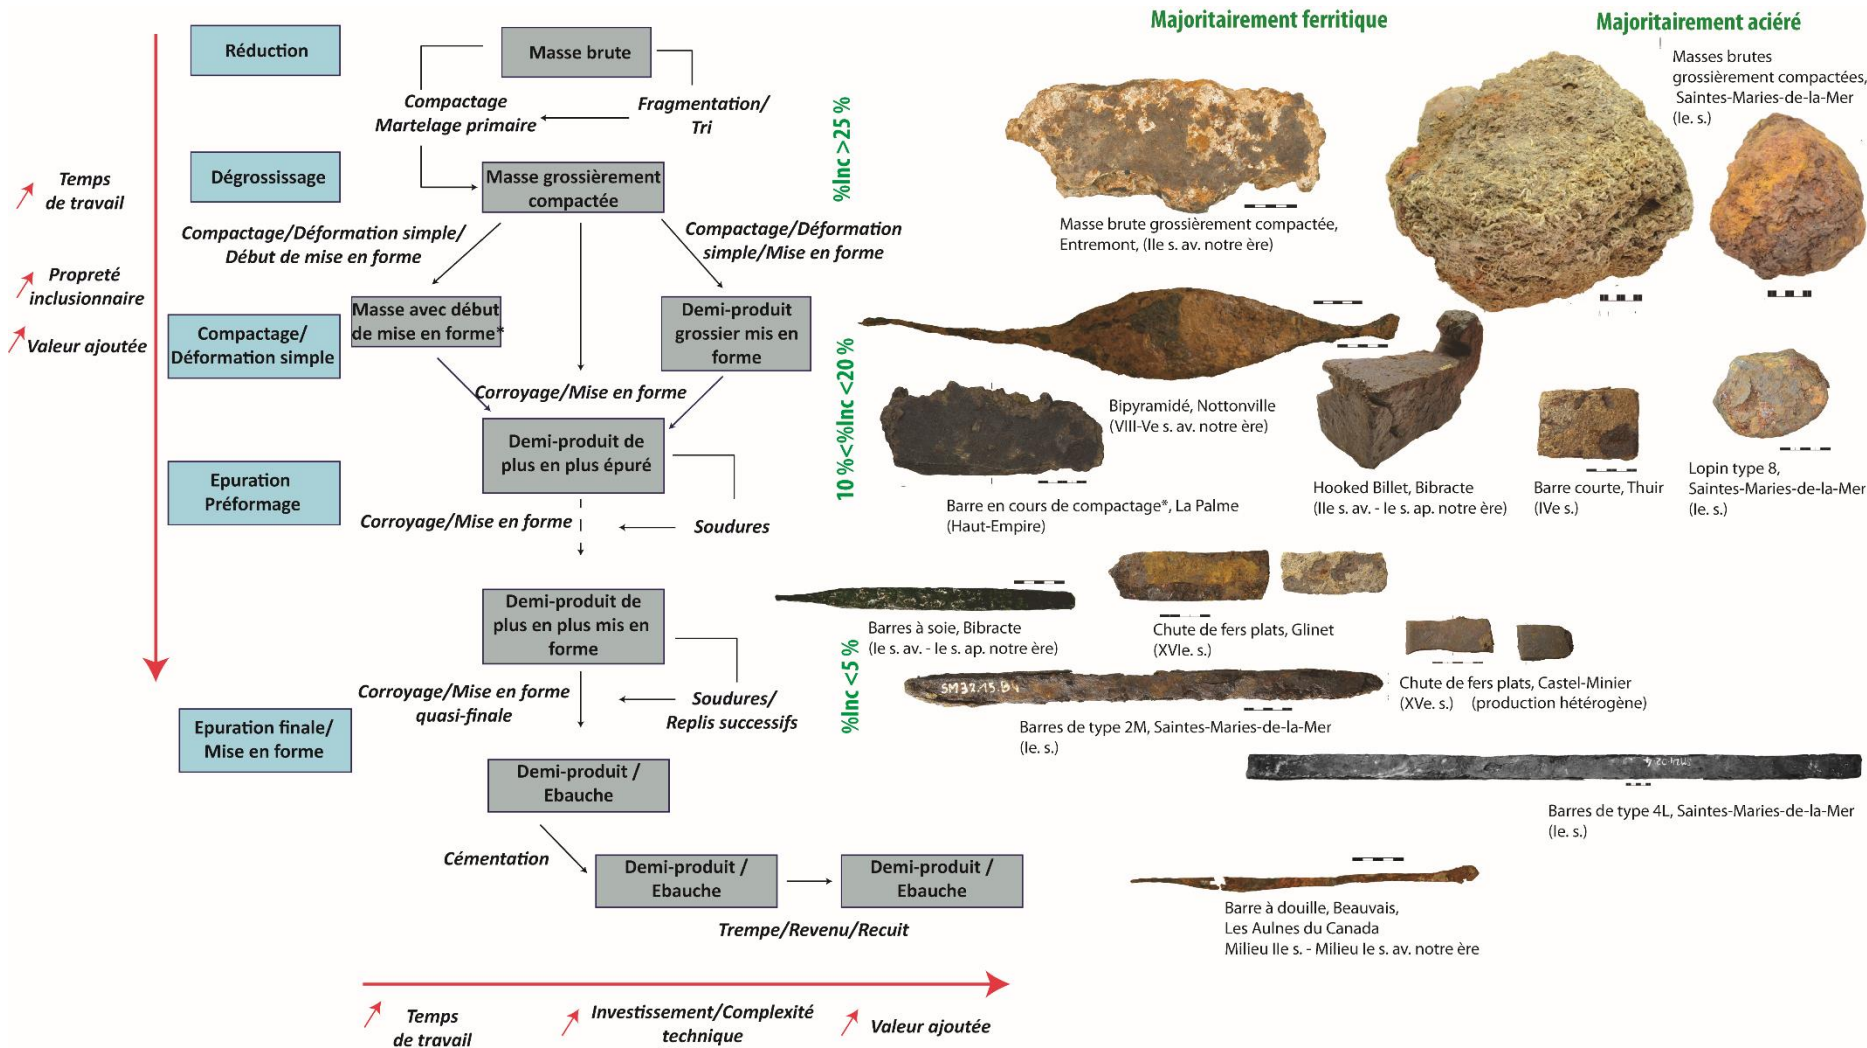 Majoritairement ferritique
Majoritairement aciéré
Réduction
Masse brute
Compactage
Martelage primaire
Fragmentation/
Tri
%Inc >25 %
Masses brutes
grossièrement compactées,
Saintes-Maries-de-la-Mer
(Ie. s.)
Dégrossissage
Masse grossièrement
compactée
Temps
de travail
Masse brute grossièrement compactée,
Entremont, (IIe s. av. notre ère)
Compactage/Déformation simple/
Début de mise en forme
Compactage/Déformation
simple/Mise en forme
Propreté
inclusionnaire
Valeur ajoutée
Compactage/
Déformation simple
Masse avec début
de mise en forme*
Demi-produit
grossier mis en
forme
Corroyage/Mise en forme
10 %<%Inc <20 %
Bipyramidé, Nottonville
(VIII-Ve s. av. notre ère)
Demi-produit de
plus en plus épuré
Epuration
Préformage
Barre en cours de compactage*, La Palme
(Haut-Empire)
Hooked Billet, Bibracte
(IIe s. av. - Ie s. ap. notre ère)
Barre courte, Thuir
(IVe s.)
Lopin type 8,
Saintes-Maries-de-la-Mer
(Ie. s.)
Corroyage/Mise en forme
Soudures
Demi-produit de
plus en plus mis en
forme
%Inc <5 %
Barres à soie, Bibracte
(Ie s. av. - Ie s. ap. notre ère)
Chute de fers plats, Glinet
(XVIe. s.)
SM32.15.B4
Chute de fers plats, Castel-Minier
(XVe. s.) (production hétérogène)
Corroyage/Mise en forme
quasi-finale
Soudures/
Replis successifs
Barres de type 2M, Saintes-Maries-de-la-Mer
(Ie. s.)
Epuration finale/
Mise en forme
Demi-produit /
Ebauche
Barres de type 4L, Saintes-Maries-de-la-Mer
(Ie. s.)
Cémentation
Demi-produit /
Ebauche
Demi-produit /
Ebauche
Trempe/Revenu/Recuit
Barre à douille, Beauvais,
Les Aulnes du Canada
Milieu IIe s. - Milieu Ie s. av. notre ère
Temps
de travail
Investissement/Complexité
technique
Valeur ajoutée